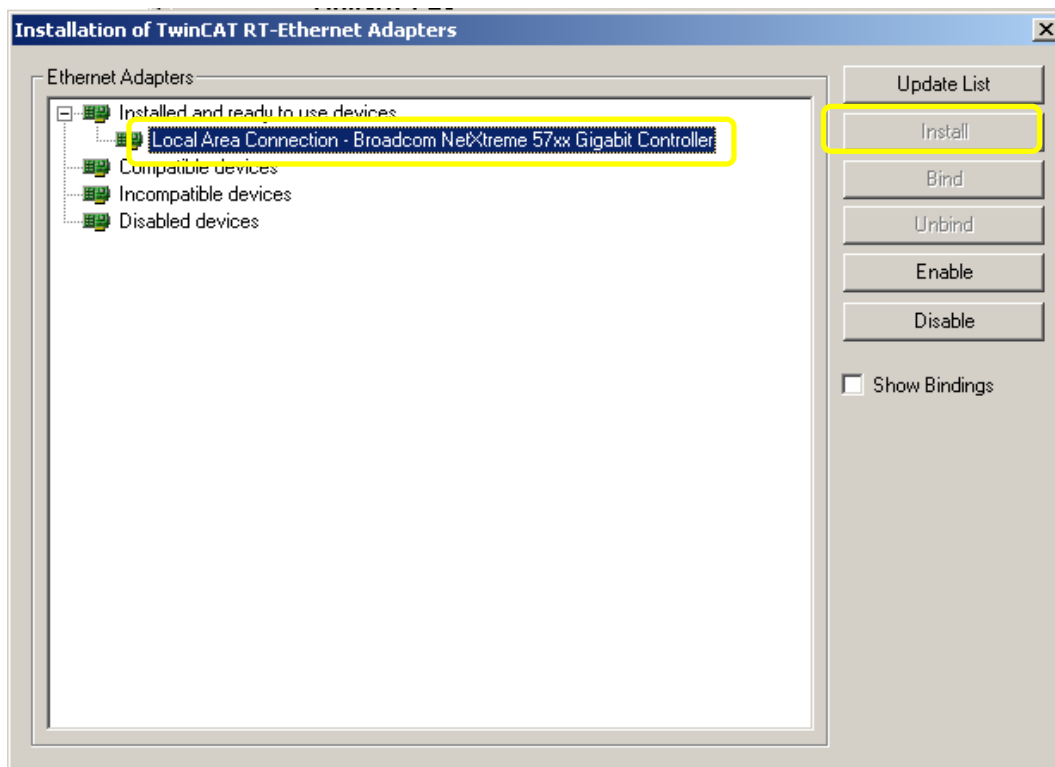 Installation of TwinCAT RT-Ethernet Adapters
Ethernet Adapters
Installed and ready to use devices
Local Area Connection - Broadcom NetXtreme 57xx Gigabit Controller
Compatible devices
Incompatible devices
Disabled devices
Update List
Install
Bind
Unbind
Enable
Disable
Show Bindings